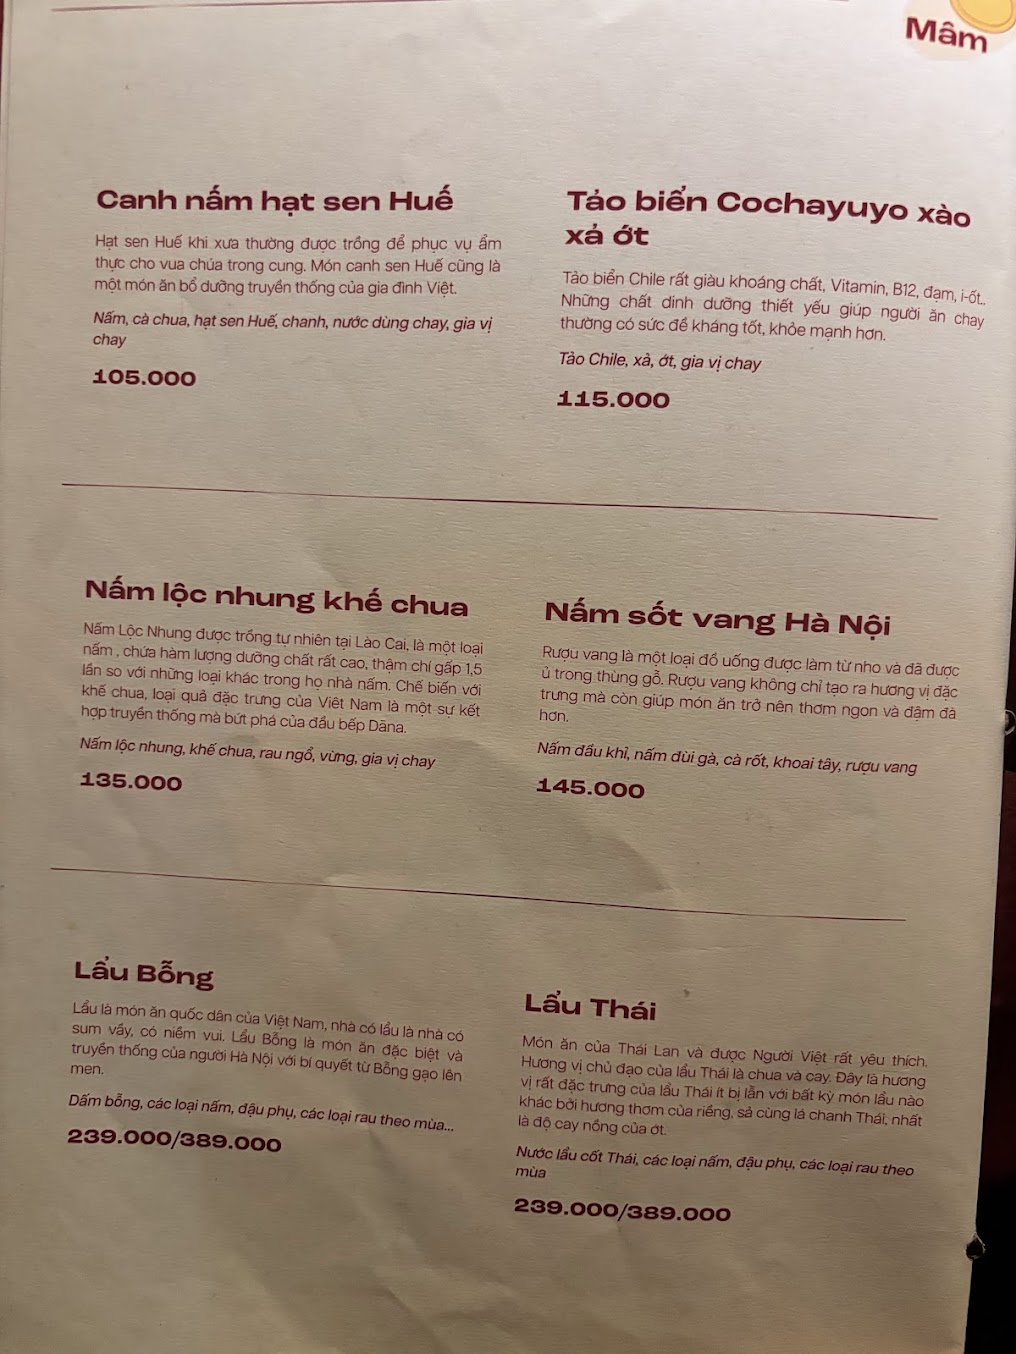 Mâm
Canh nấm hạt sen Huế
Hạt sen Huế khi xưa thường được trồng để phục vụ ẩm
thực cho vua chúa trong cung. Món canh sen Huế cũng là
một món ăn bổ dưỡng truyền thống của gia đình Việt.
Nấm, cà chua, hạt sen Huế, chanh, nước dùng chay, gia vị
chay
105.000
Tảo biển Cochayuyo xào
xả ớt
Tảo biển Chile rất giàu khoáng chất, Vitamin, B12, đạm, i-ốt..
Những chất dinh dưỡng thiết yếu giúp người ăn chay
thường có sức đề kháng tốt, khỏe mạnh hơn.
Tảo Chile, xả, ớt, gia vị chay
115.000
Nấm lộc nhung khế chua
Nấm Lộc Nhung được trồng tự nhiên tại Lào Cai, là một loại
nấm , chứa hàm lượng dưỡng chất rất cao, thậm chí gấp 1,5
lần so với những loại khác trong họ nhà nấm. Chế biến với
khế chua, loại quả đặc trưng của Việt Nam là một sự kết
hợp truyền thống mà bứt phá của đầu bếp Dāna.
Nấm lộc nhung, khế chua, rau ngổ, vừng, gia vị chay
135.000
Nấm sốt vang Hà Nội
Rượu vang là một loại đồ uống được làm từ nho và đã được
ủ trong thùng gỗ. Rượu vang không chỉ tạo ra hương vị đặc
trưng mà còn giúp món ăn trở nên thơm ngon và đậm đà
hơn.
Nấm đầu khỉ, nấm đùi gà, cà rốt, khoai tây, rượu vang
145.000
Lẩu Bỗng
Lẩu là món ăn quốc dân của Việt Nam, nhà có lẩu là nhà có
sum vầy, có niềm vui. Lẩu Bỗng là món ăn đặc biệt và
truyền thống của người Hà Nội với bí quyết từ Bỗng gạo lên
men.
Dấm bỗng, các loại nấm, đậu phụ, các loại rau theo mùa...
239.000/389.000
Lẩu Thái
Món ăn của Thái Lan và được Người Việt rất yêu thích.
Hương vị chủ đạo của lẩu Thái là chua và cay. Đây là hương
vị rất đặc trưng của lẩu Thái ít bị lẫn với bất kỳ món lẩu nào
khác bởi hương thơm của riềng, sả cùng lá chanh Thái, nhất
là độ cay nồng của ớt.
Nước lẩu cốt Thái, các loại nấm, đậu phụ, các loại rau theo
mùa
239.000/389.000